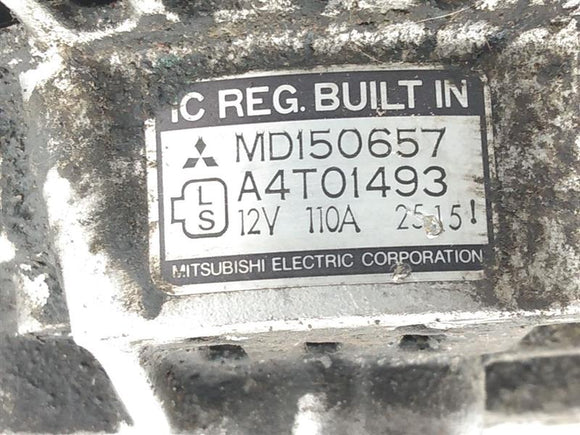 IC REG. BUILT IN
MD150657
A4T01493
L
S
12V 110A 2515!
MITSUBISHI ELECTRIC CORPORATION